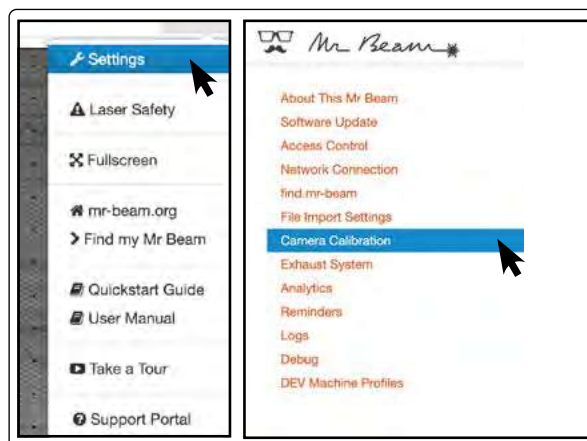 Settings
Laser Safety
Fullscreen
mr-beam.org
Find my Mr Beam
Quickstart Guide
User Manual
Take a Tour
Support Portal
Mr Beam
About This Mr Beam
Software Update
Access Control
Network Connection
find.mr-beam
File Import Settings
Camera Calibration
Exhaust System
Analytics
Reminders
Logs
Debug
DEV Machine Profiles